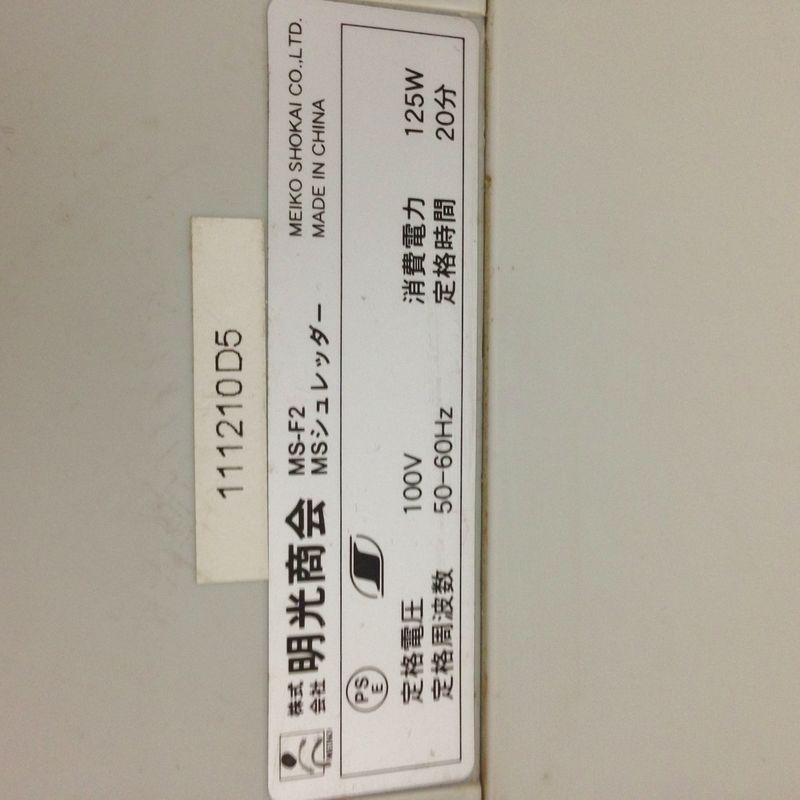 111210D5
株式会社 明光商会
MS-F2
MSシュレッダー
MEIKO SHOKAI CO.,LTD.
MADE IN CHINA
MEIKO
PSE
定格電圧 100V 消費電力 125W
定格周波数 50-60Hz 定格時間 20分